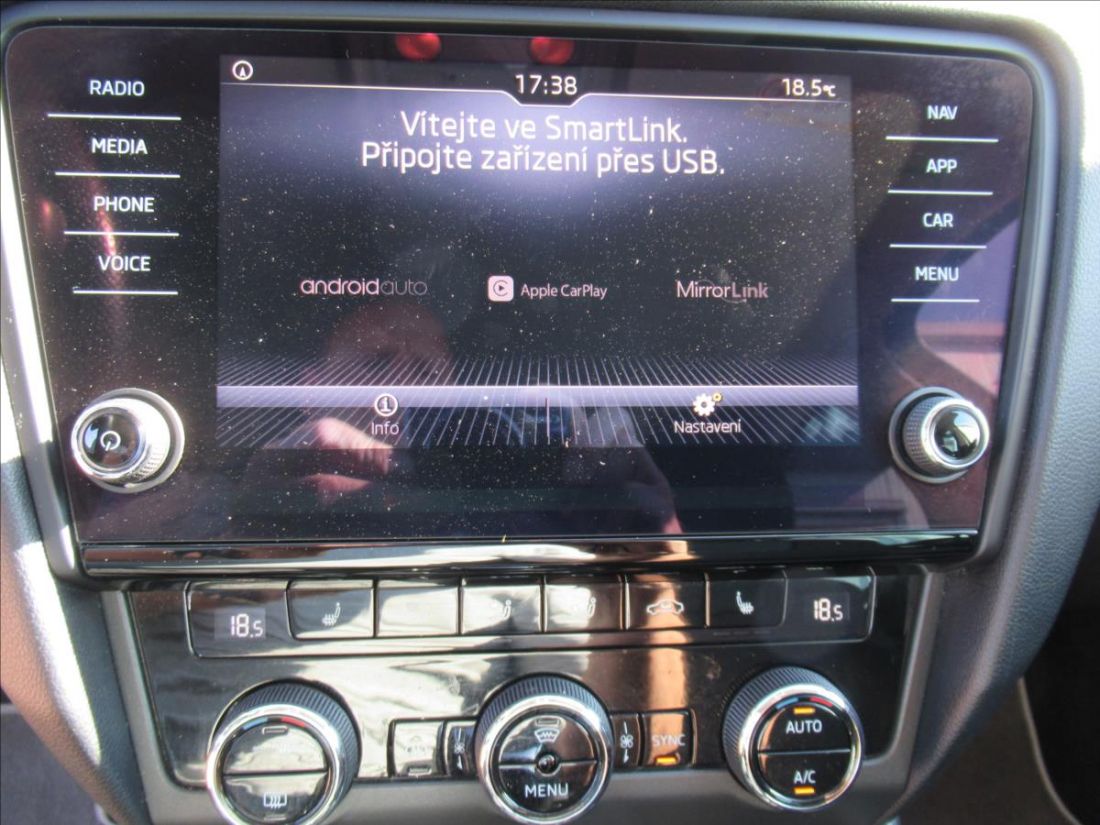 17:38
18.5°C
Vítejte ve SmartLink.
Připojte zařízení přes USB.
RADIO
MEDIA
PHONE
VOICE
NAV
APP
CAR
MENU
androidauto
Apple CarPlay
MirrorLink
Info
Nastavení
18.5
18.5
MENU
SYNC
AUTO
A/C